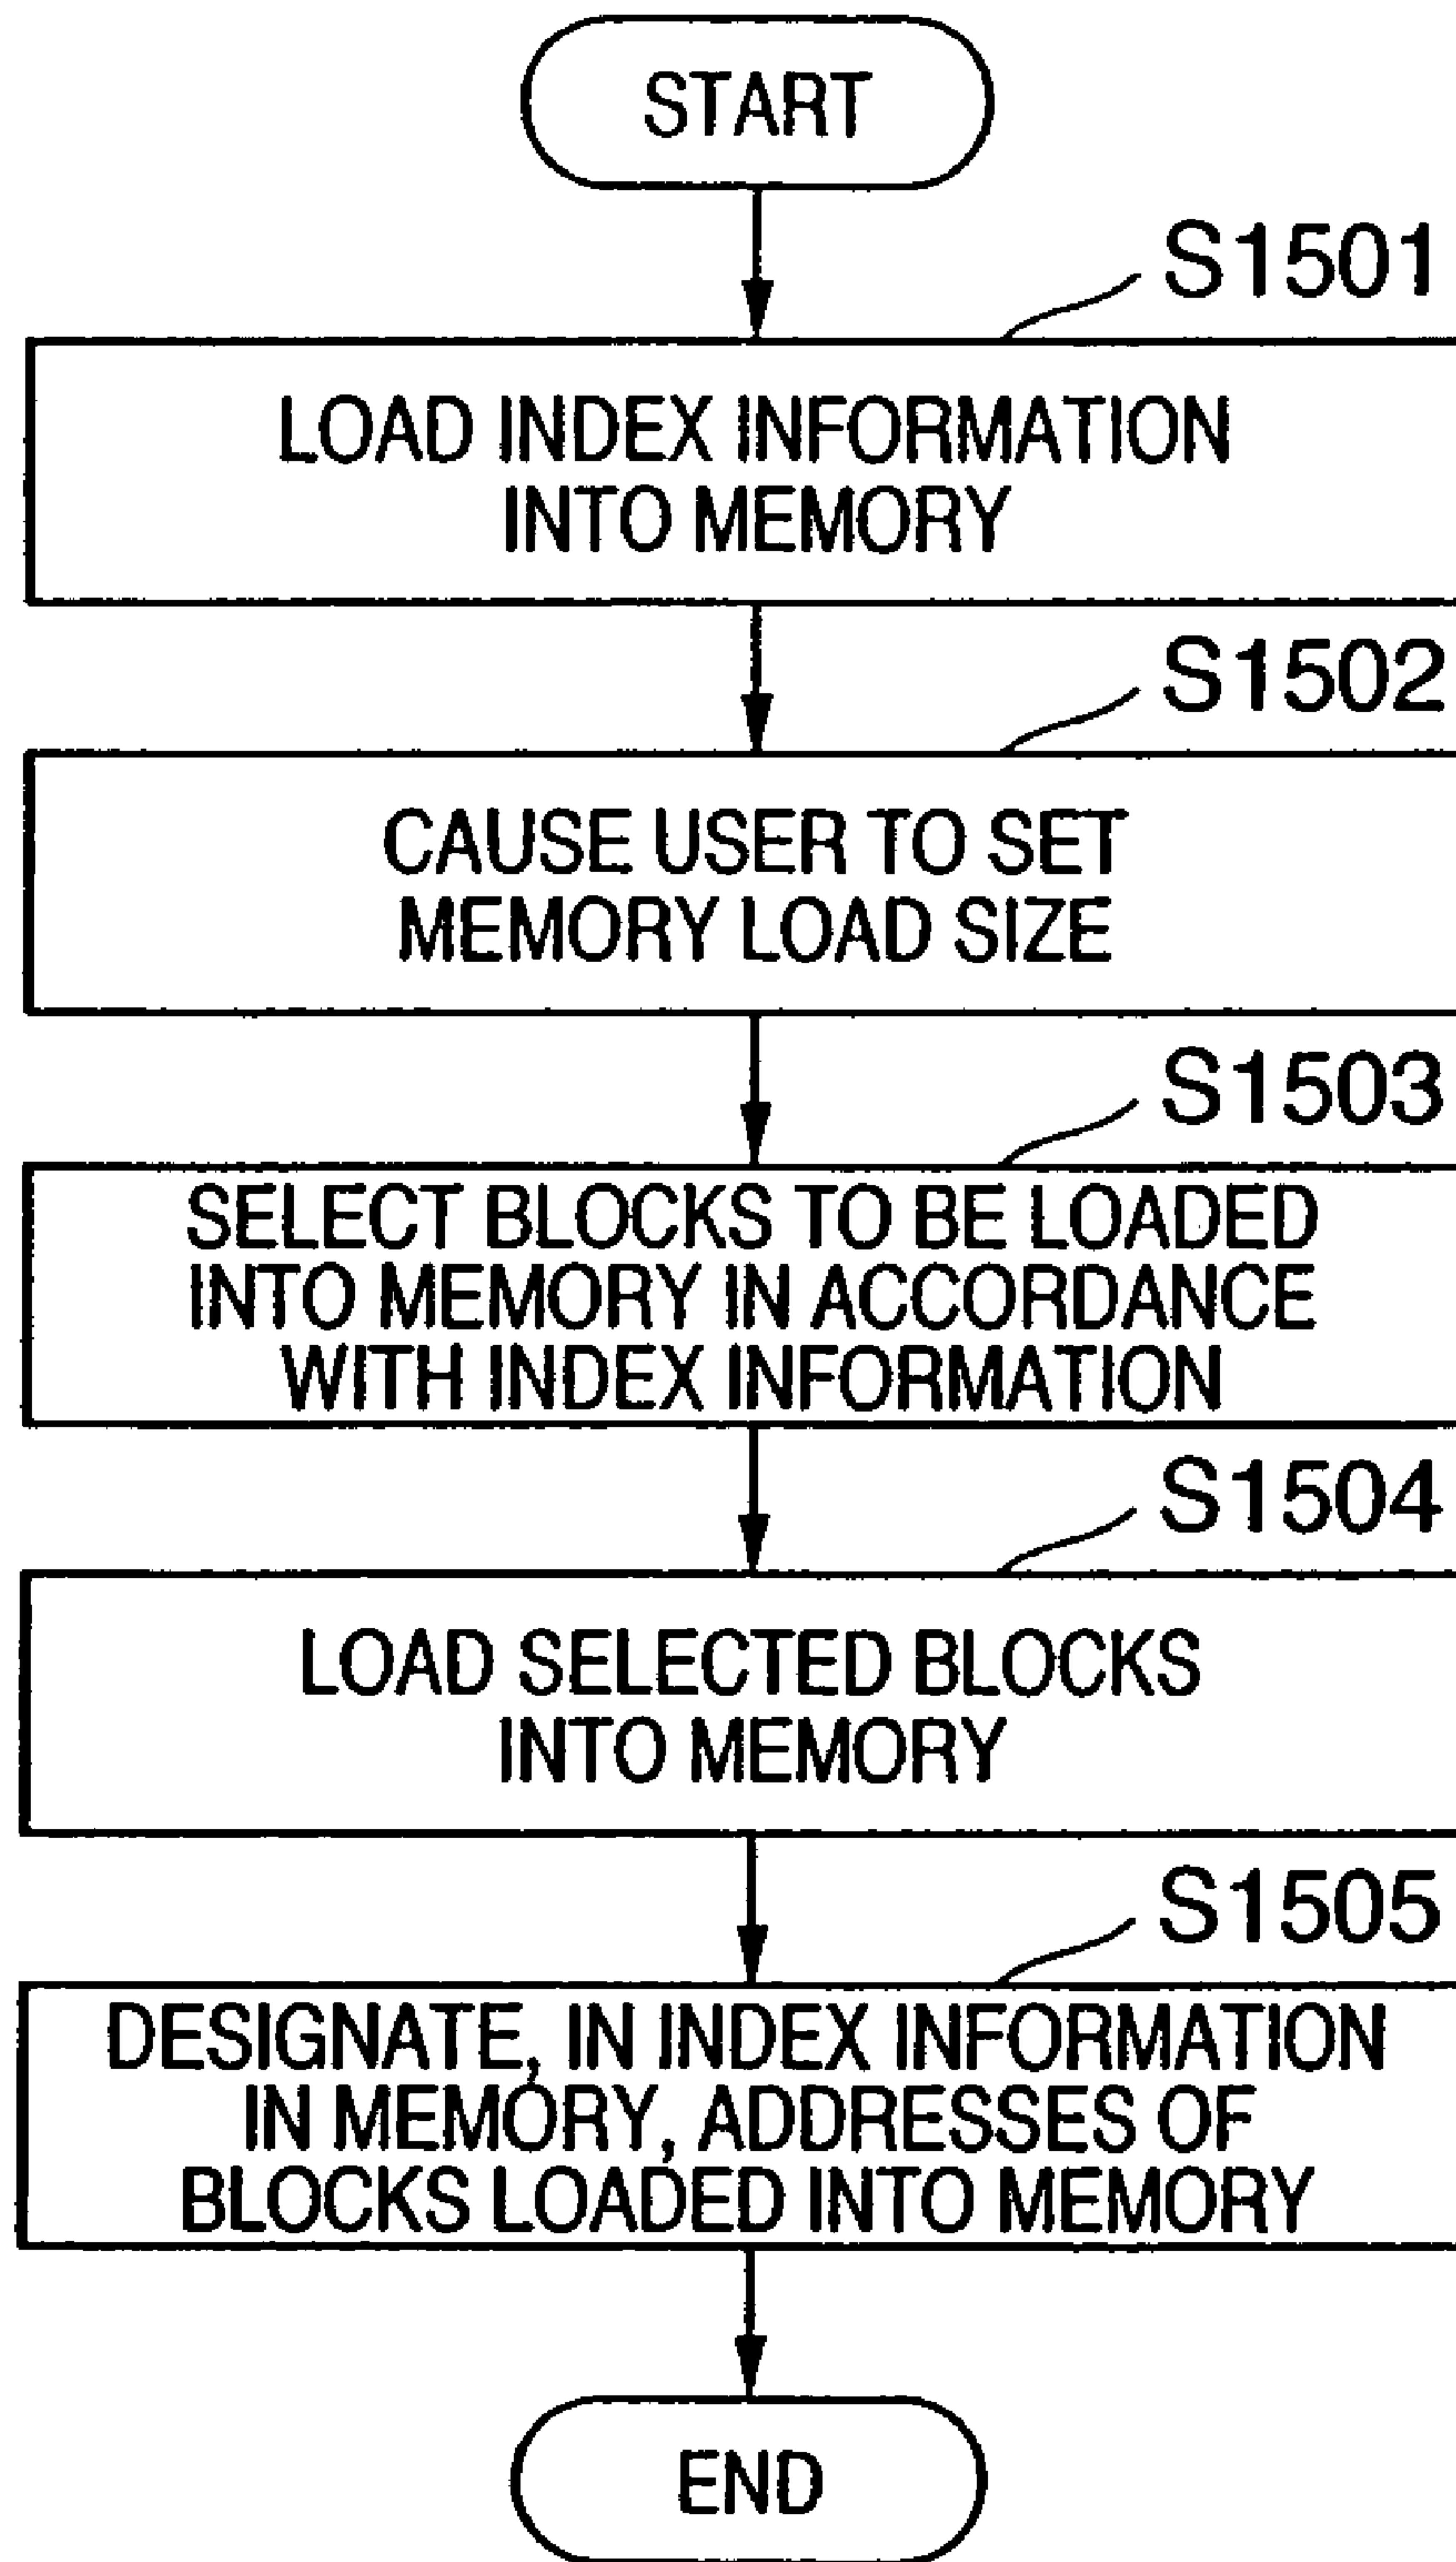 START
S1501
LOAD INDEX INFORMATION
INTO MEMORY
S1502
CAUSE USER TO SET
MEMORY LOAD SIZE
S1503
SELECT BLOCKS TO BE LOADED
INTO MEMORY IN ACCORDANCE
WITH INDEX INFORMATION
S1504
LOAD SELECTED BLOCKS
INTO MEMORY
S1505
DESIGNATE, IN INDEX INFORMATION
IN MEMORY, ADDRESSES OF
BLOCKS LOADED INTO MEMORY
END